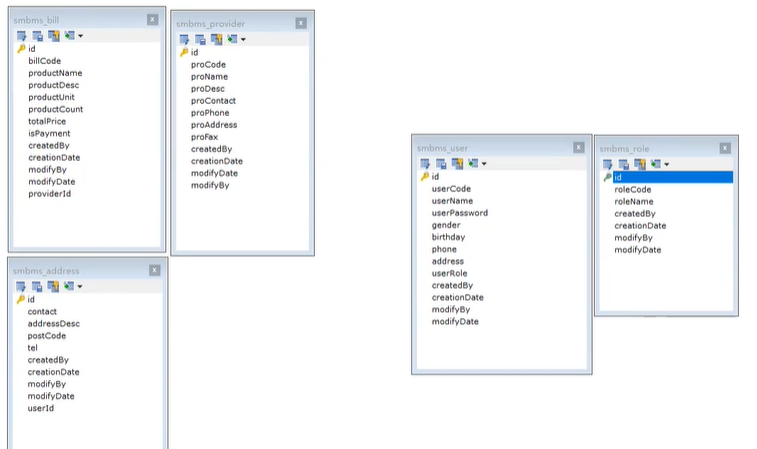 smbms_bill
id
billCode
productName
productDesc
productUnit
productCount
totalPrice
isPayment
createdBy
creationDate
modifyBy
modifyDate
providerId
smbms_provider
id
proCode
proName
proDesc
proContact
proPhone
proAddress
proFax
createdBy
creationDate
modifyDate
modifyBy
smbms_address
id
contact
addressDesc
postCode
tel
createdBy
creationDate
modifyBy
modifyDate
userId
smbms_user
id
userCode
userName
userPassword
gender
birthday
phone
address
userRole
createdBy
creationDate
modifyBy
modifyDate
smbms_role
id
roleCode
roleName
createdBy
creationDate
modifyBy
modifyDate